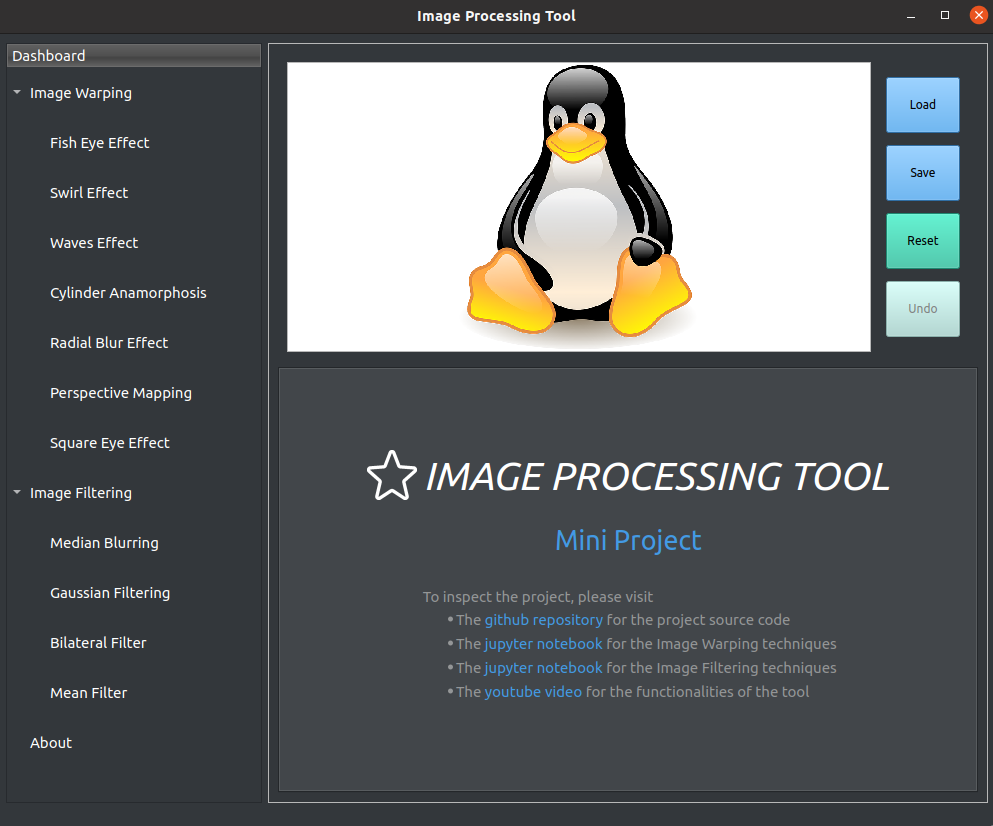 Image Processing Tool
Dashboard
Image Warping
Fish Eye Effect
Swirl Effect
Waves Effect
Cylinder Anamorphosis
Radial Blur Effect
Perspective Mapping
Square Eye Effect
Image Filtering
Median Blurring
Gaussian Filtering
Bilateral Filter
Mean Filter
About
Load
Save
Reset
Undo
IMAGE PROCESSING TOOL
Mini Project
To inspect the project, please visit
• The github repository for the project source code
• The jupyter notebook for the Image Warping techniques
• The jupyter notebook for the Image Filtering techniques
• The youtube video for the functionalities of the tool